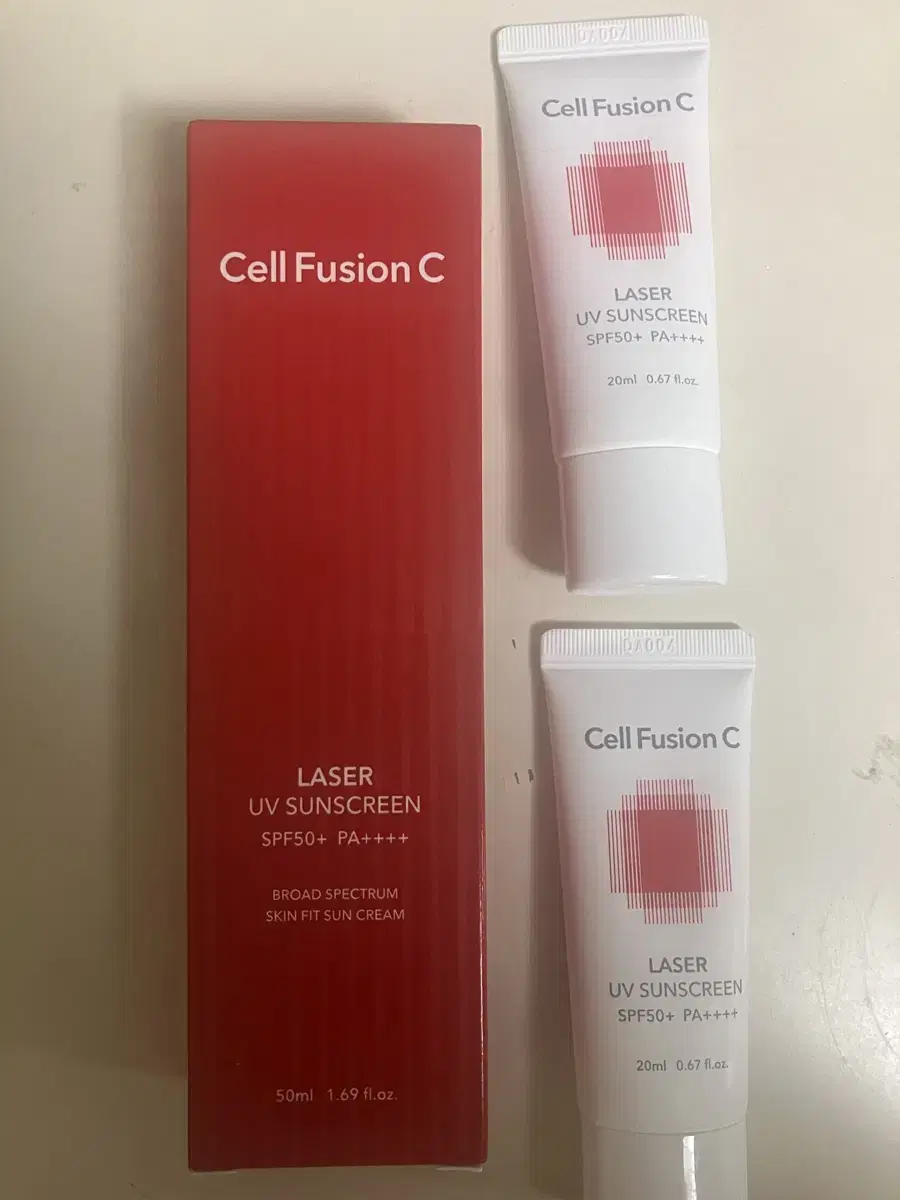 Cell Fusion C
LASER
UV SUNSCREEN
SPF50+ PA++++
BROAD SPECTRUM
SKIN FIT SUN CREAM
50ml 1.69 fl.oz.
Cell Fusion C
LASER
UV SUNSCREEN
SPF50+ PA++++
20ml 0.67 fl.oz.
Cell Fusion C
LASER
UV SUNSCREEN
SPF50+ PA++++
20ml 0.67 fl.oz.